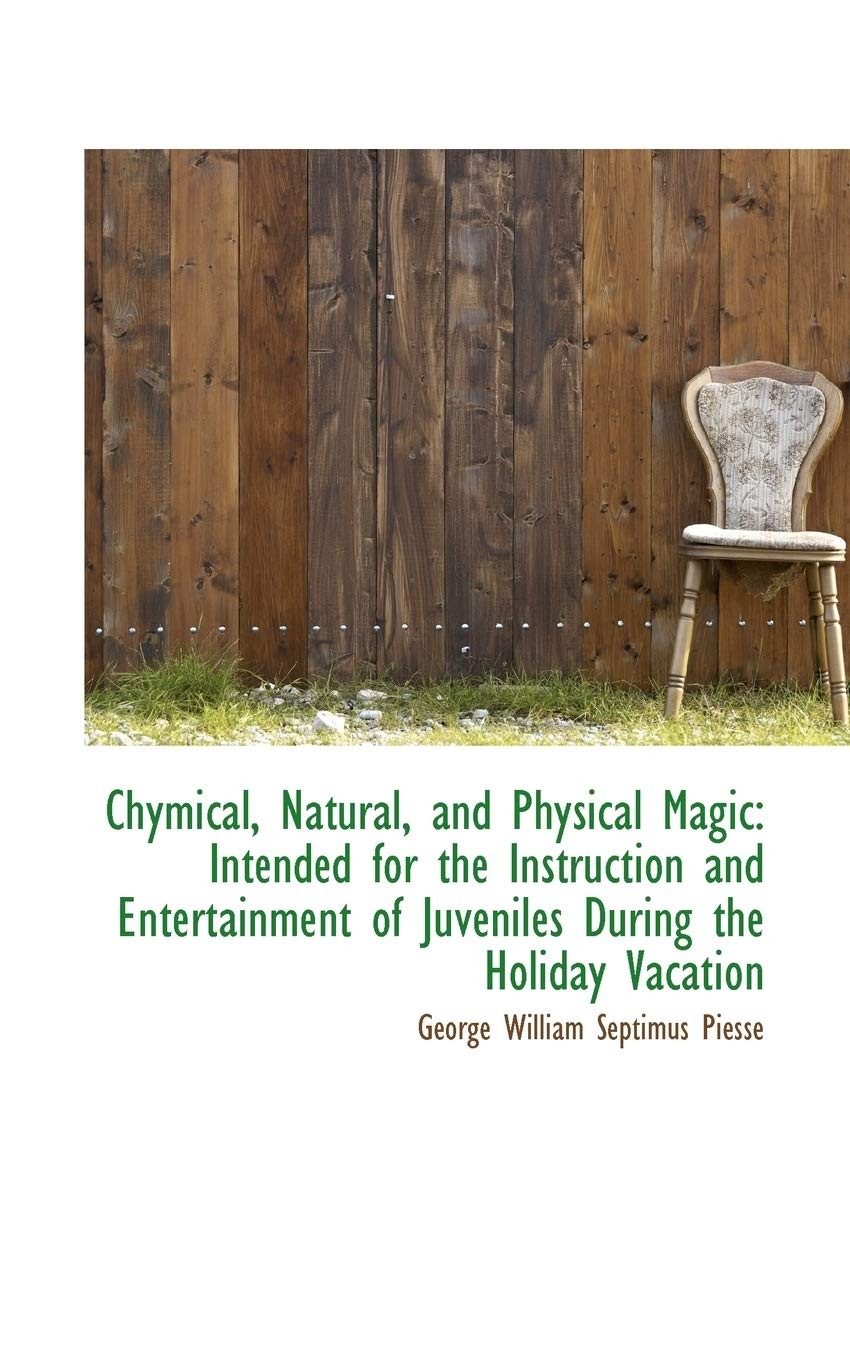 Chymical, Natural, and Physical Magic:
Intended for the Instruction and
Entertainment of Juveniles During the
Holiday Vacation
George William Septimus Piesse